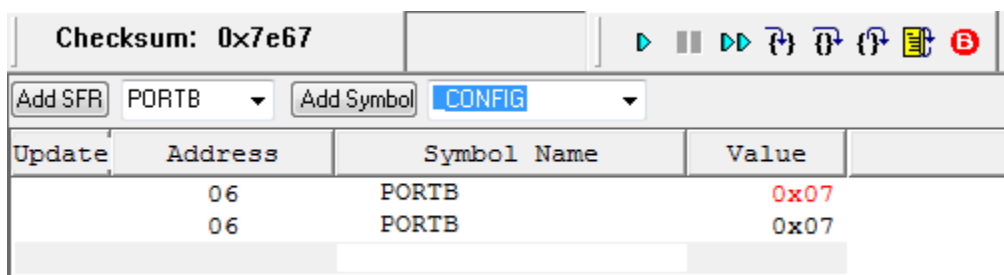 Checksum: 0x7e67
Add SFR PORTB Add Symbol _CONFIG
Update Address Symbol Name Value
06 PORTB 0x07
06 PORTB 0x07